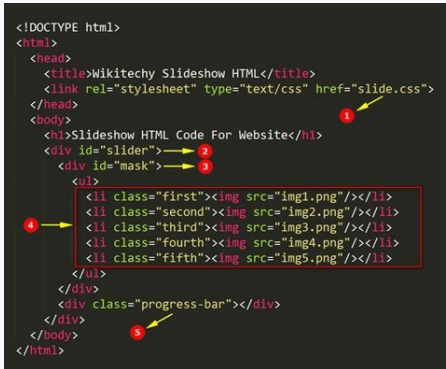 <!DOCTYPE html>
<html>
<head>
<title>Wikitechy Slideshow HTML</title>
<link rel="stylesheet" type="text/css" href="slide.css">
1
</head>
<body>
<h1>Slideshow HTML Code For Website</h1>
<div id="slider"> 2
<div id="mask"> 3
<ul>
<li class="first"><img src="img1.png"/></li>
<li class="second"><img src="img2.png"/></li>
4 <li class="third"><img src="img3.png"/></li>
<li class="fourth"><img src="img4.png"/></li>
<li class="fifth"><img src="img5.png"/></li>
</ul>
</div>
<div class="progress-bar"></div>
</div>
5
</body>
</html>